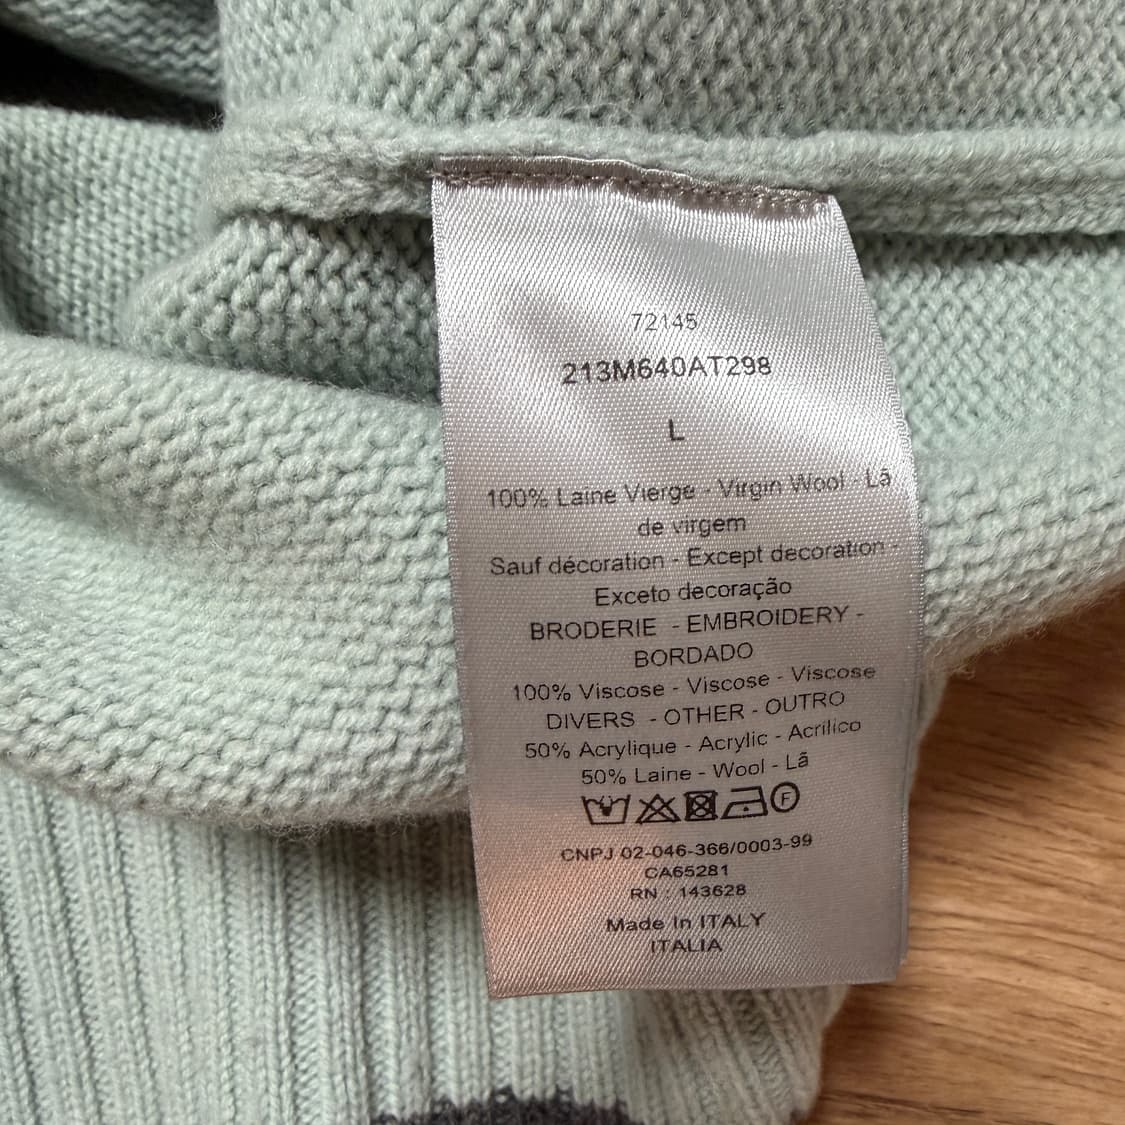 72145
213M640AT298
L
100% Laine Vierge - Virgin Wool - Lã
de virgem
Sauf décoration - Except decoration -
Exceto decoração
BRODERIE - EMBROIDERY -
BORDADO
100% Viscose - Viscose - Viscose
DIVERS - OTHER - OUTRO
50% Acrylique - Acrylic - Acrílico
50% Laine - Wool - Lã
F
CNPJ 02-046-366/0003-99
CA65281
RN : 143628
Made In ITALY
ITALIA